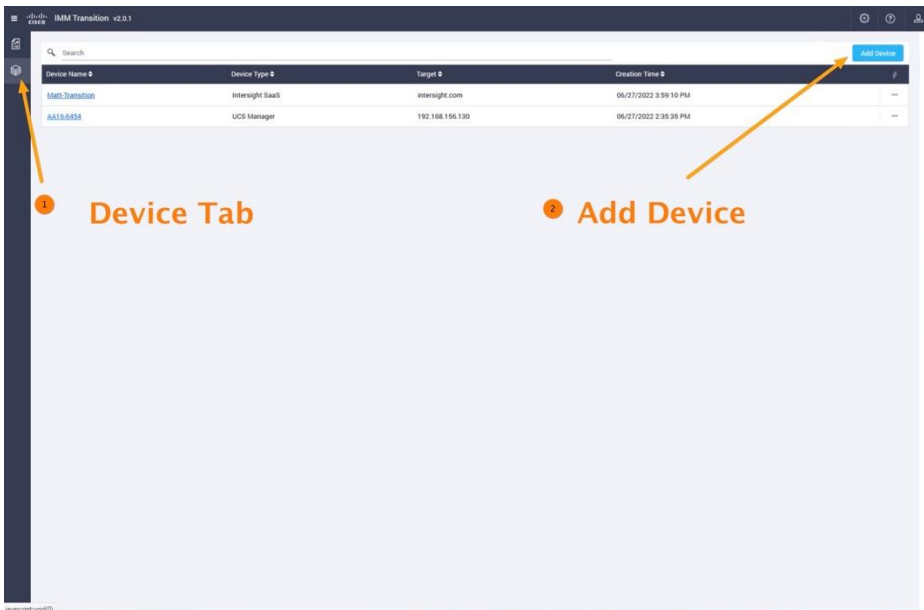 cisco IMM Transition v2.0.1
Search
Add Device
Device Name Device Type Target Creation Time
Matt-Transition Intersight SaaS intersight.com 06/27/2022 3:59:10 PM
AA16-6454 UCS Manager 192.168.156.130 06/27/2022 2:35:35 PM
1 Device Tab
2 Add Device